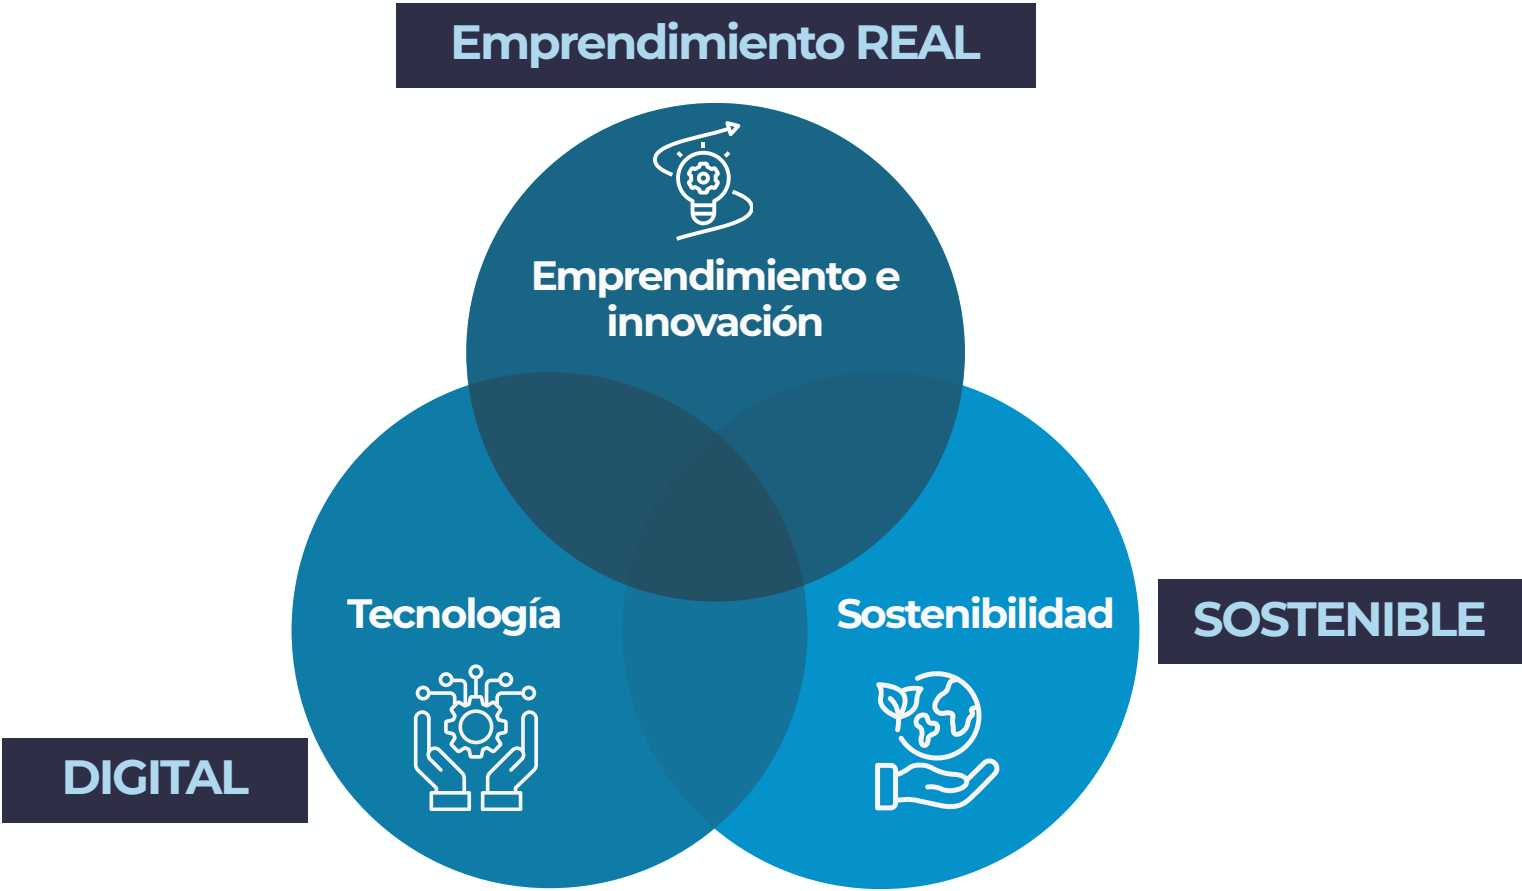 Emprendimiento REAL
Emprendimiento e
innovación
Tecnología
Sostenibilidad
SOSTENIBLE
DIGITAL